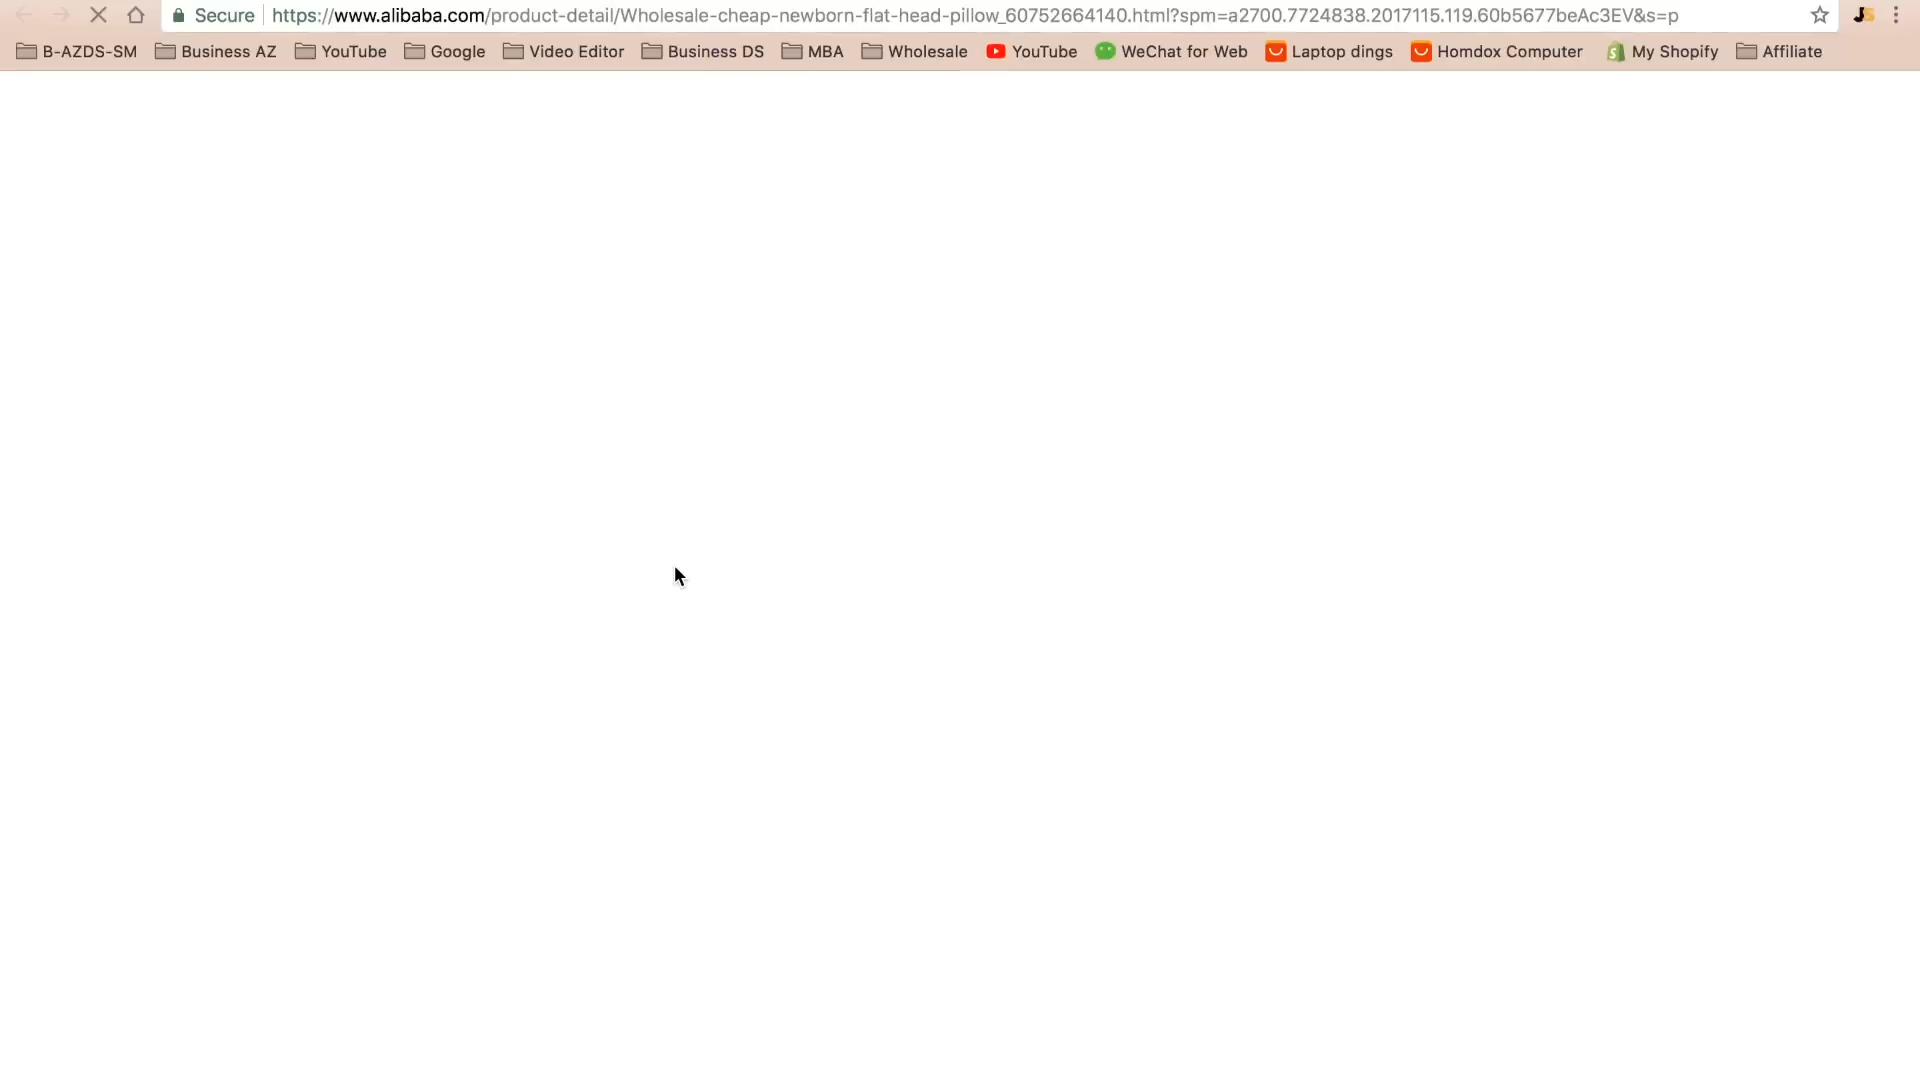 Secure https://www.alibaba.com/product-detail/Wholesale-cheap-newborn-flat-head-pillow_60752664140.html?spm=a2700.7724838.2017115.119.60b5677beAc3EV&s=p
B-AZDS-SM Business AZ YouTube Google Video Editor Business DS MBA Wholesale YouTube WeChat for Web Laptop dings Homdox Computer My Shopify Affiliate